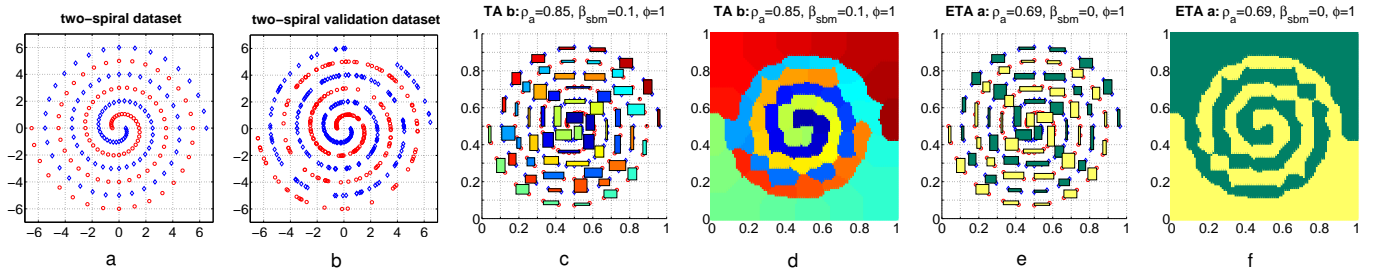 two-spiral dataset
6
4
2
0
−2
−4
−6
−6 −4 −2 0 2 4 6
a
two-spiral validation dataset
6
4
2
0
−2
−4
−6
−6 −4 −2 0 2 4 6
b
TA b: ρa=0.85, βsbm=0.1, ϕ=1
1
0.8
0.6
0.4
0.2
0
0 0.2 0.4 0.6 0.8 1
c
TA b: ρa=0.85, βsbm=0.1, ϕ=1
1
0.8
0.6
0.4
0.2
0
0 0.2 0.4 0.6 0.8 1
d
ETA a: ρa=0.69, βsbm=0, ϕ=1
1
0.8
0.6
0.4
0.2
0
0 0.2 0.4 0.6 0.8 1
e
ETA a: ρa=0.69, βsbm=0, ϕ=1
1
0.8
0.6
0.4
0.2
0
0 0.2 0.4 0.6 0.8 1
f